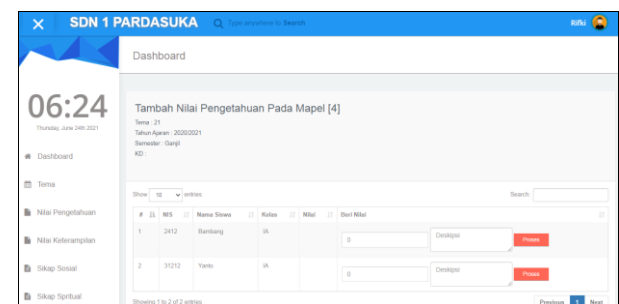 × SDN 1 PARDASUKA Type anywhere to Search Rifki
Dashboard
06:24
Thursday, June 24th 2021
Dashboard
Tema
Nilai Pengetahuan
Nilai Keterampilan
Sikap Sosial
Sikap Spritual
Tambah Nilai Pengetahuan Pada Mapel [4]
Tema : 21
Tahun Ajaran : 2020/2021
Semester : Ganjil
KD :
Show 10 entries Search:
# NIS Nama Siswa Kelas Nilai Beri Nilai
1 2412 Bambang IA 0 Deskipsi Proses
2 31212 Yanto IA 0 Deskipsi Proses
Showing 1 to 2 of 2 entries Previous 1 Next